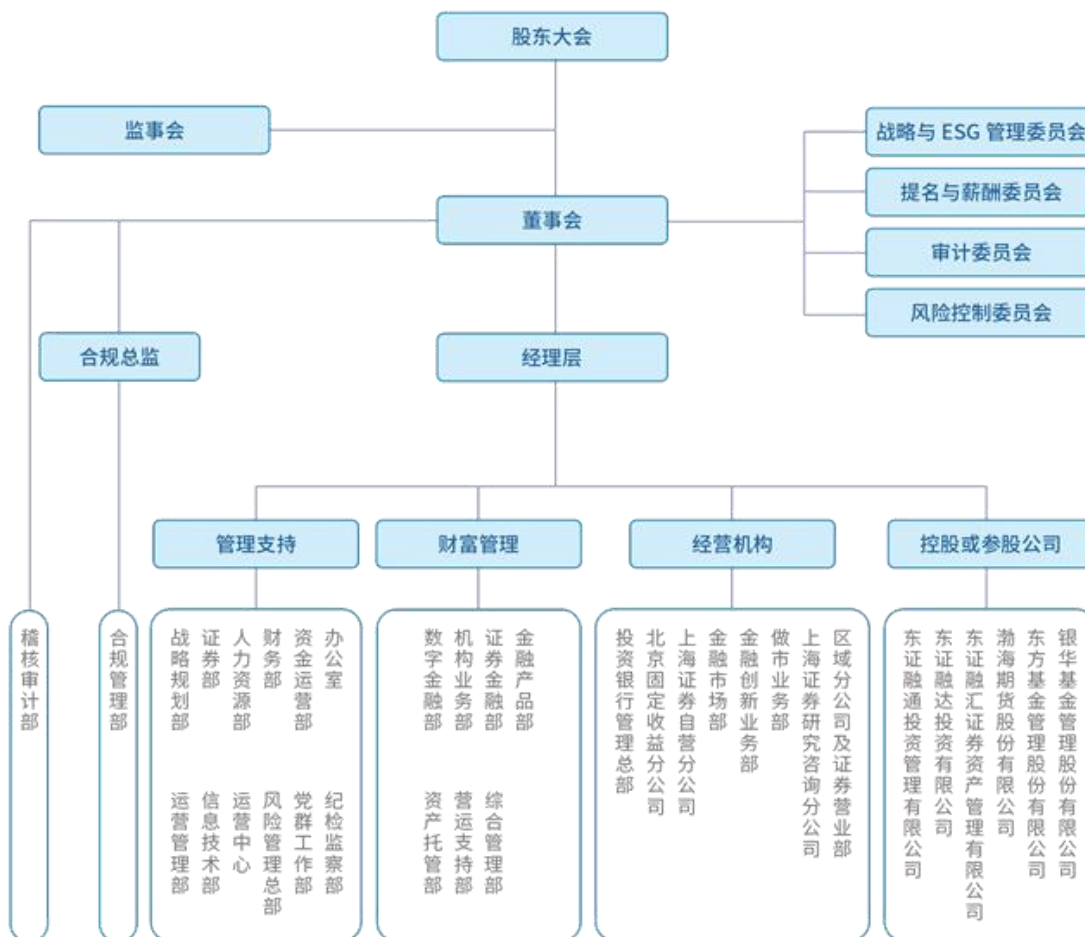 股东大会
监事会
战略与 ESG 管理委员会
提名与薪酬委员会
董事会
审计委员会
风险控制委员会
合规总监
经理层
管理支持
财富管理
经营机构
控股或参股公司
稽核审计部
合规管理部
战略规划部
证券部
人力资源部
财务部
资金运营部
办公室
运营管理部
信息技术部
运营中心
风险管理总部
党群工作部
纪检监察部
数字金融部
机构业务部
证券金融部
金融产品部
资产托管部
营运支持部
综合管理部
投资银行管理总部
北京固定收益分公司
上海证券自营分公司
金融市场部
金融创新业务部
做市业务部
上海证券研究咨询分公司
区域分公司及证券营业部
东证融通投资管理有限公司
东证融达投资有限公司
东证融汇证券资产管理有限公司
渤海期货股份有限公司
东方基金管理股份有限公司
银华基金管理股份有限公司